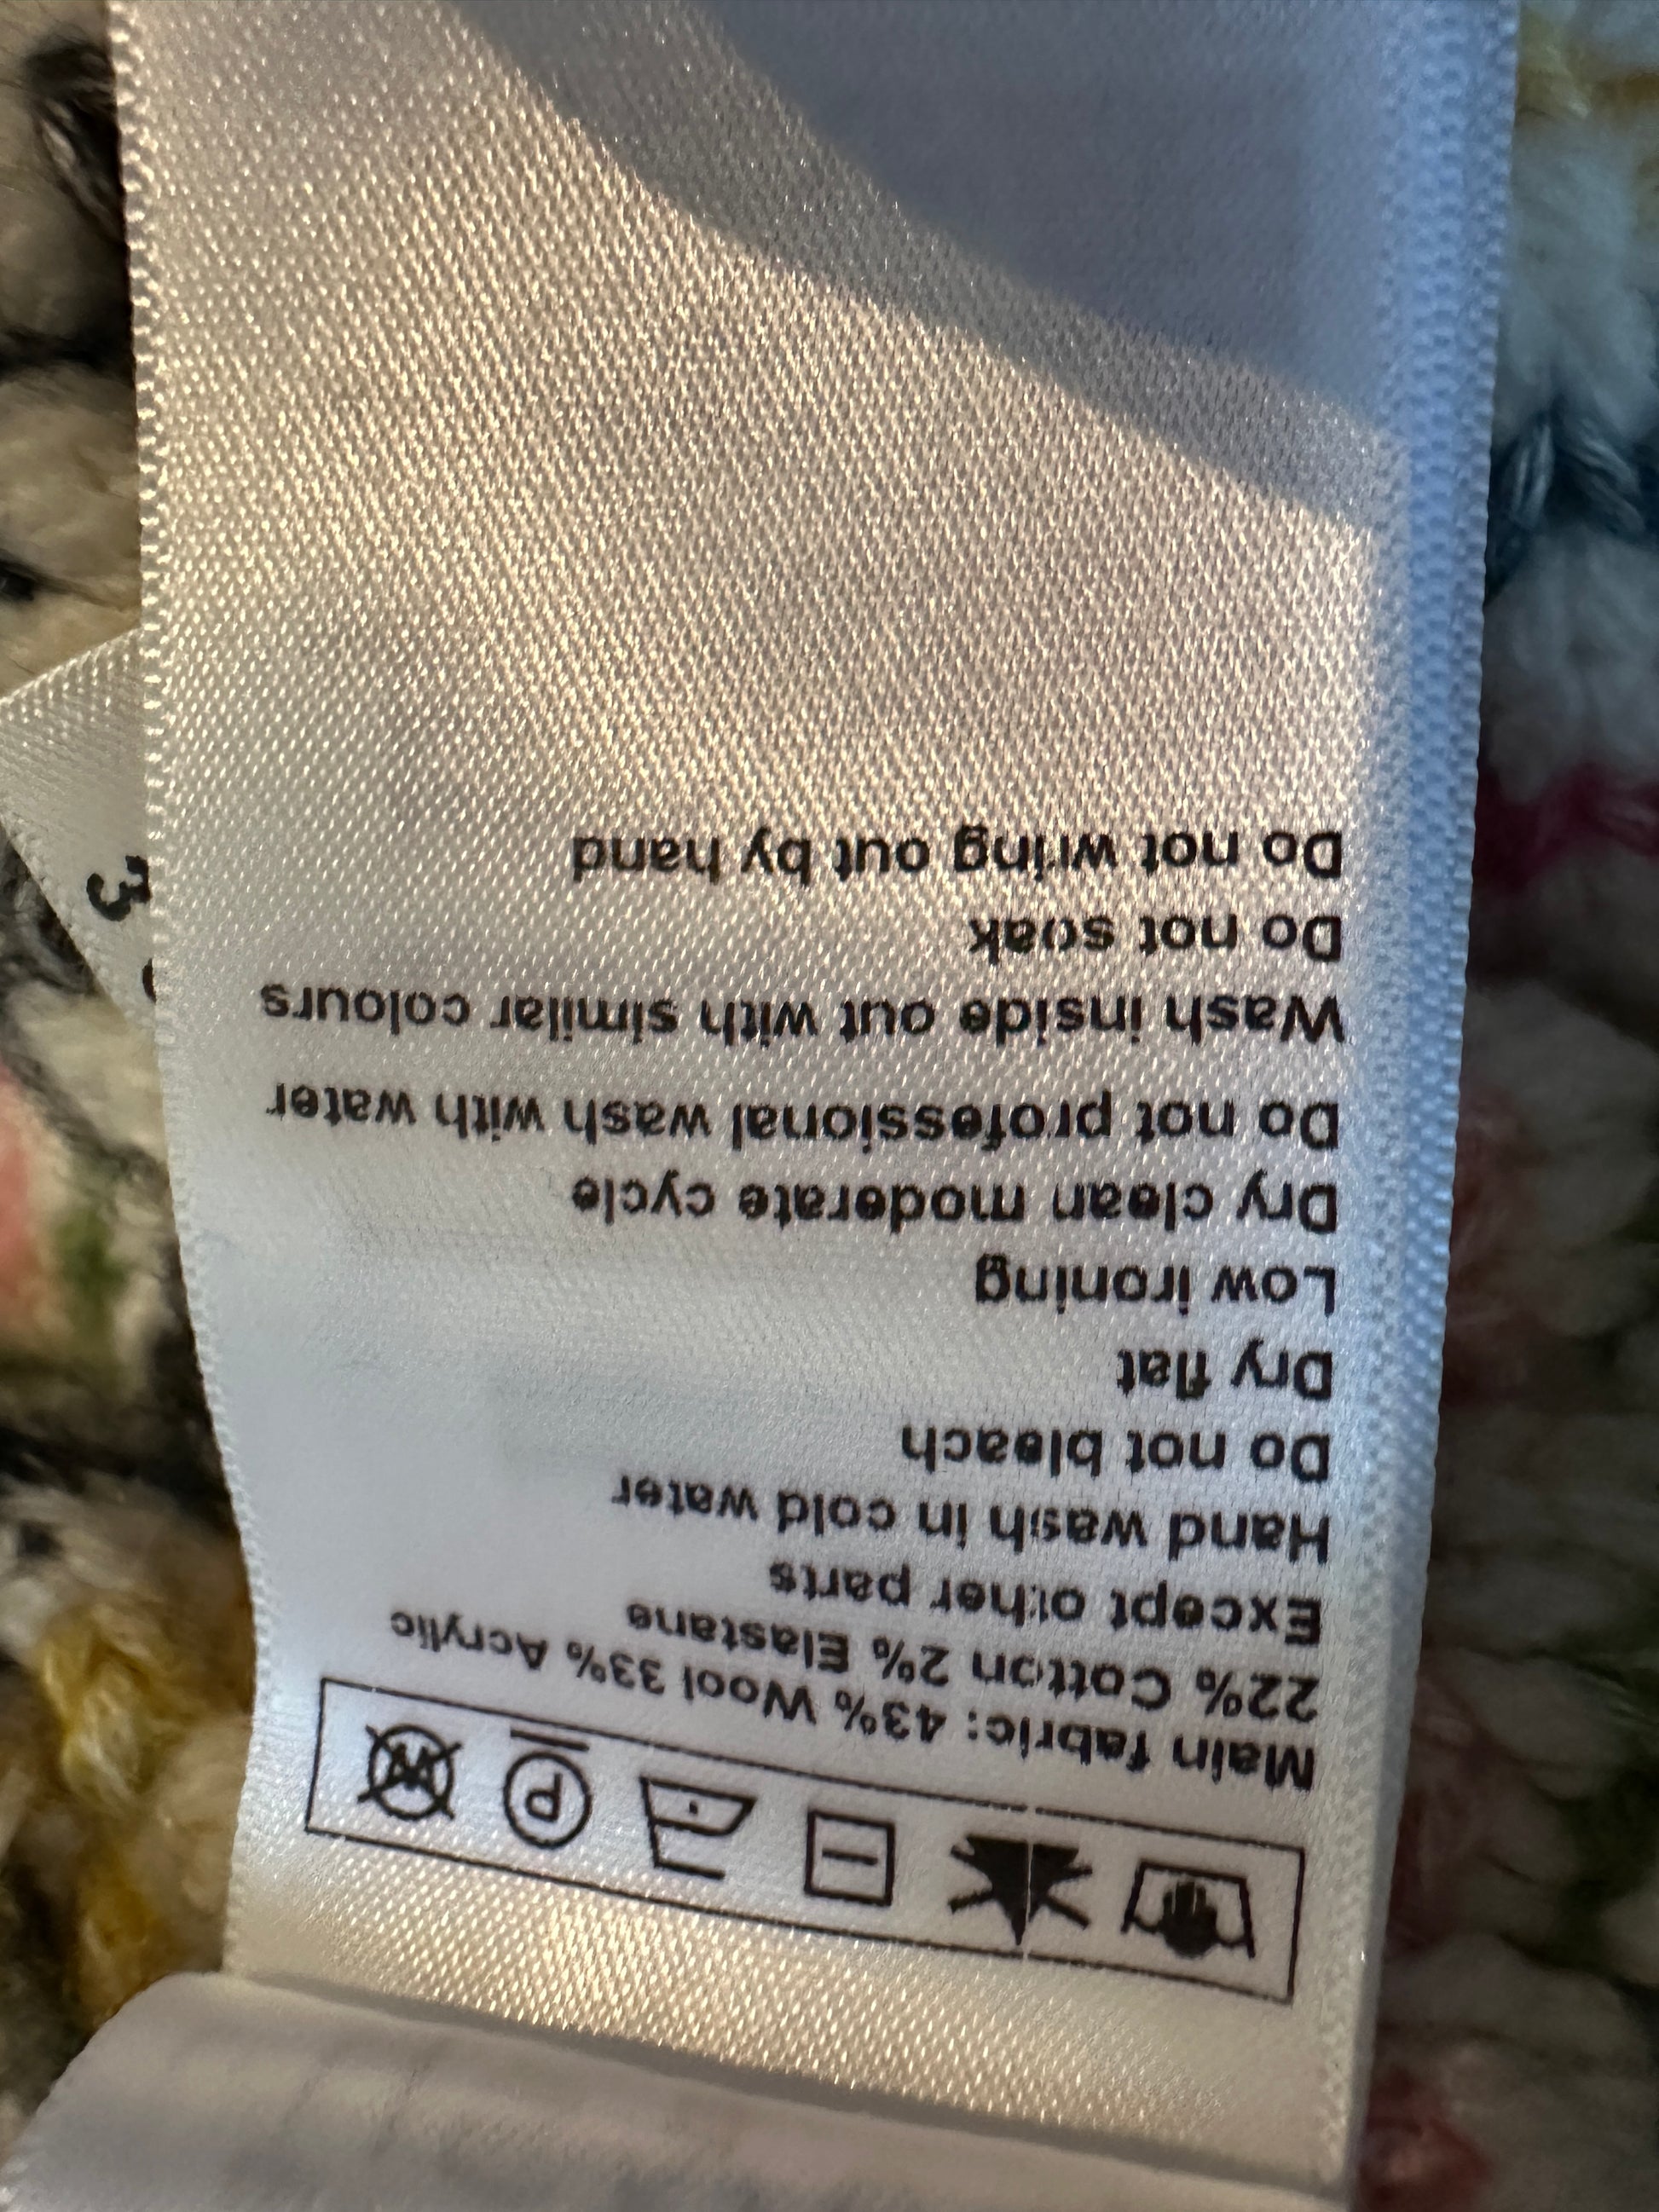 Main fabric: 43% Wool 33% Acrylic
22% Cotton 2% Elastane
Except other parts
Hand wash in cold water
Do not bleach
Dry flat
Low ironing
Dry clean moderate cycle
Do not professional wash with water
Wash inside out with similar colours
Do not soak
Do not wring out by hand
P
W
3